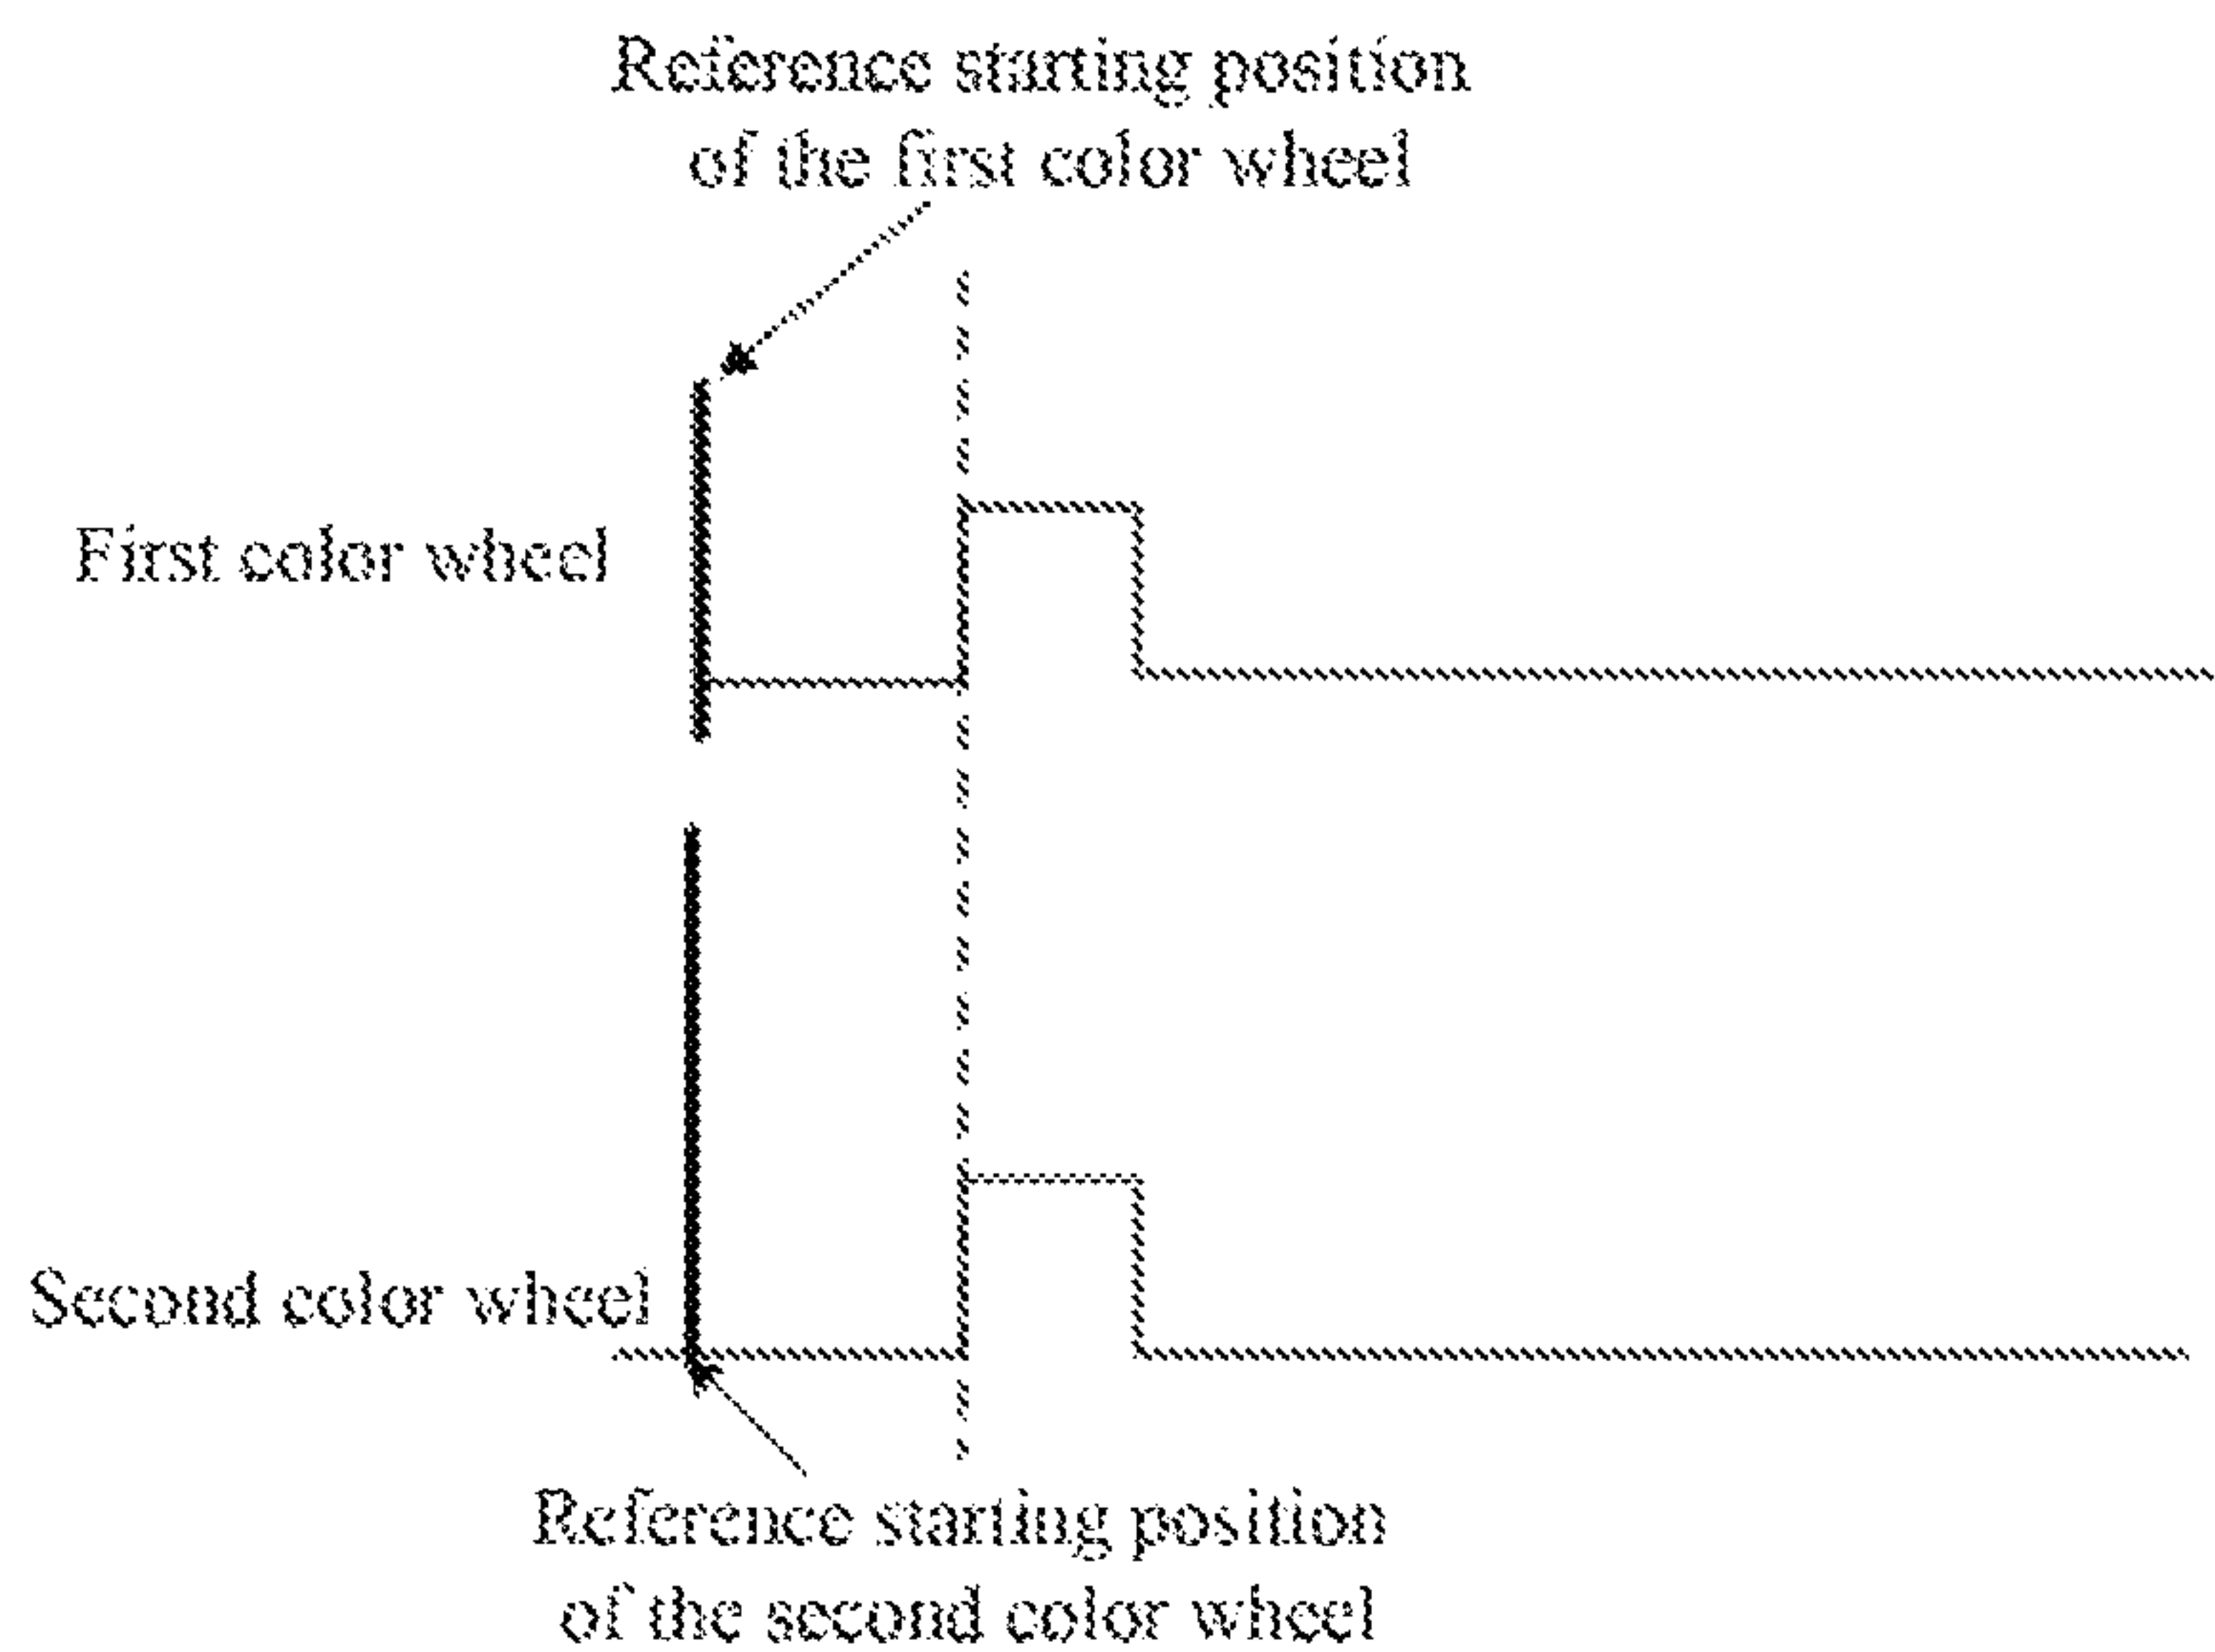 Reference starting position
of the first color wheel
First color wheel
Second color wheel
Reference starting position
of the second color wheel